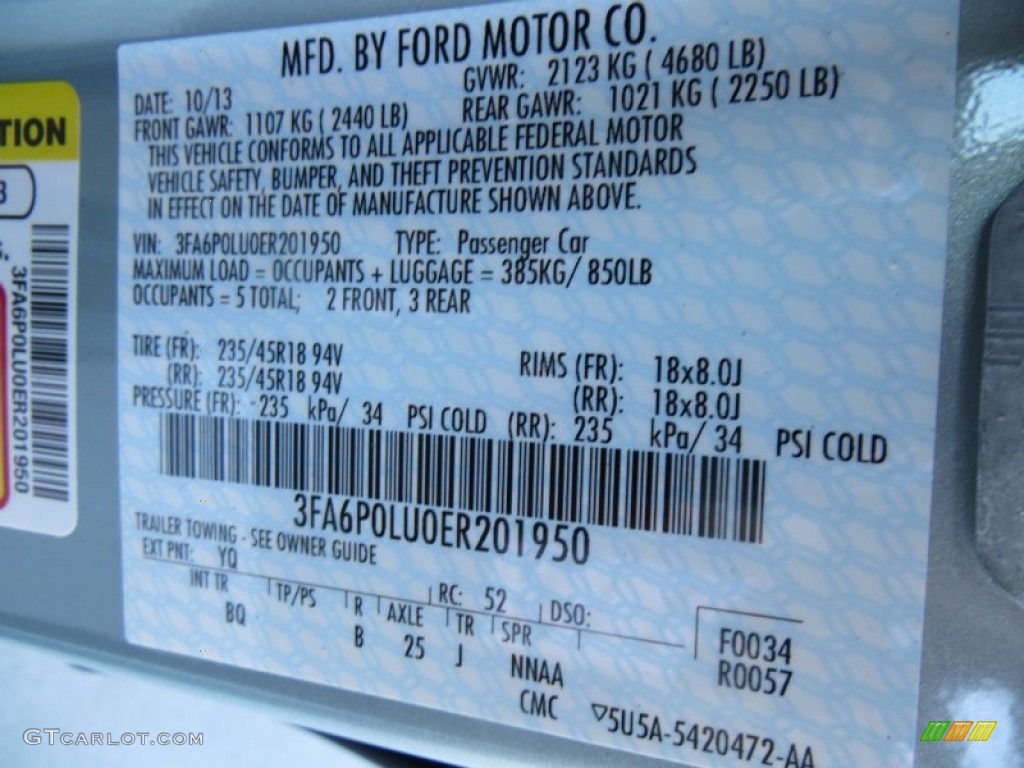 MFD. BY FORD MOTOR CO.
DATE: 10/13 GVWR: 2123 KG ( 4680 LB)
FRONT GAWR: 1107 KG ( 2440 LB) REAR GAWR: 1021 KG ( 2250 LB)
THIS VEHICLE CONFORMS TO ALL APPLICABLE FEDERAL MOTOR
VEHICLE SAFETY, BUMPER, AND THEFT PREVENTION STANDARDS
IN EFFECT ON THE DATE OF MANUFACTURE SHOWN ABOVE.
VIN: 3FA6P0LU0ER201950 TYPE: Passenger Car
MAXIMUM LOAD = OCCUPANTS + LUGGAGE = 385KG/ 850LB
OCCUPANTS = 5 TOTAL; 2 FRONT, 3 REAR
TIRE (FR): 235/45R18 94V RIMS (FR): 18x8.0J
(RR): 235/45R18 94V (RR): 18x8.0J
PRESSURE (FR): 235 kPa/ 34 PSI COLD (RR): 235 kPa/ 34 PSI COLD
3FA6P0LU0ER201950
TRAILER TOWING - SEE OWNER GUIDE
EXT PNT: YQ RC: 52 DSO:
INT TR TP/PS R AXLE TR SPR
BQ B 25 J NNAA
CMC
F0034
R0057
▽5U5A-5420472-AA
TION
3
3FA6P0LU0ER201950
GTCARLOT.COM